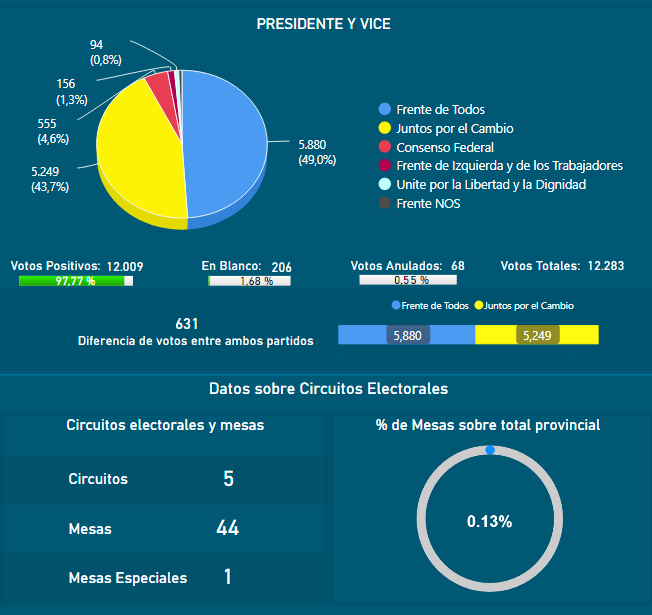 PRESIDENTE Y VICE
94
(0,8%)
156
(1,3%)
555
(4,6%)
5.249
(43,7%)
5.880
(49,0%)
Frente de Todos
Juntos por el Cambio
Consenso Federal
Frente de Izquierda y de los Trabajadores
Unite por la Libertad y la Dignidad
Frente NOS
Votos Positivos: 12.009
97.77 %
En Blanco: 206
1.68 %
Votos Anulados: 68
0.55 %
Votos Totales: 12.283
631
Diferencia de votos entre ambos partidos
Frente de Todos Juntos por el Cambio
5,880 5,249
Datos sobre Circuitos Electorales
Circuitos electorales y mesas
Circuitos 5
Mesas 44
Mesas Especiales 1
% de Mesas sobre total provincial
0.13%